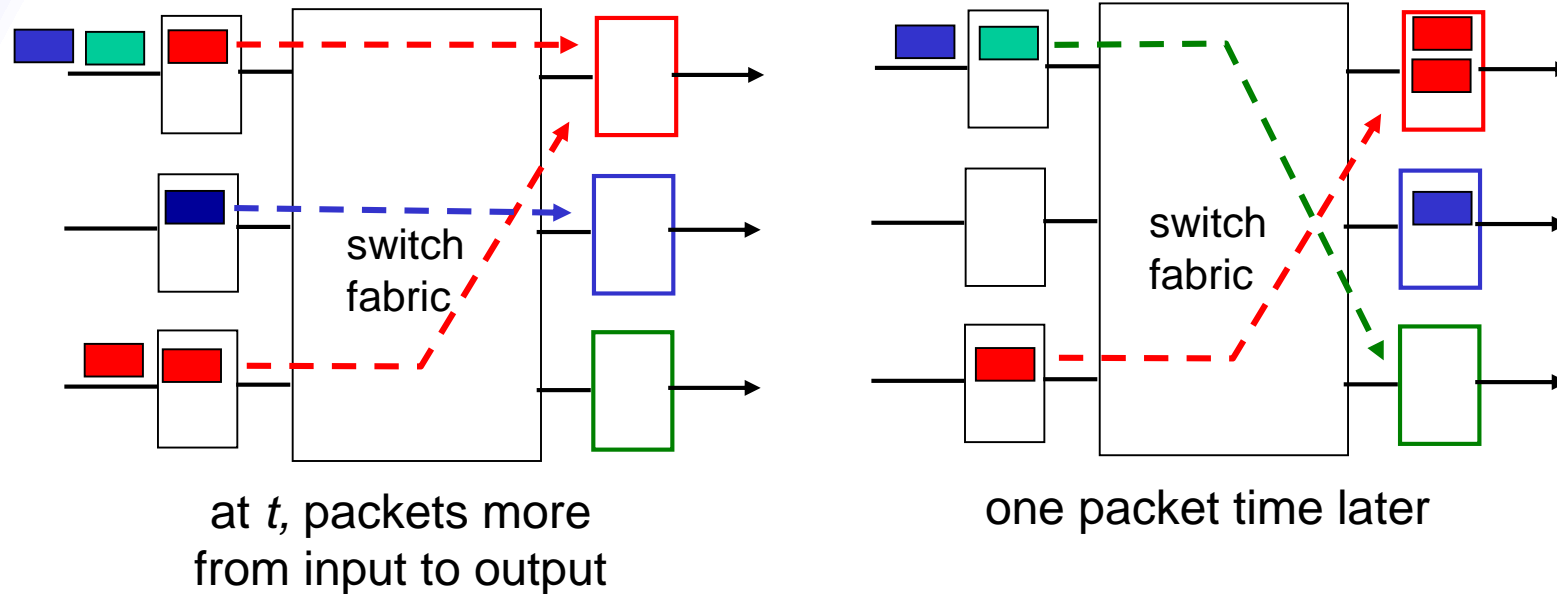 switch
fabric
at t, packets more
from input to output
switch
fabric
one packet time later